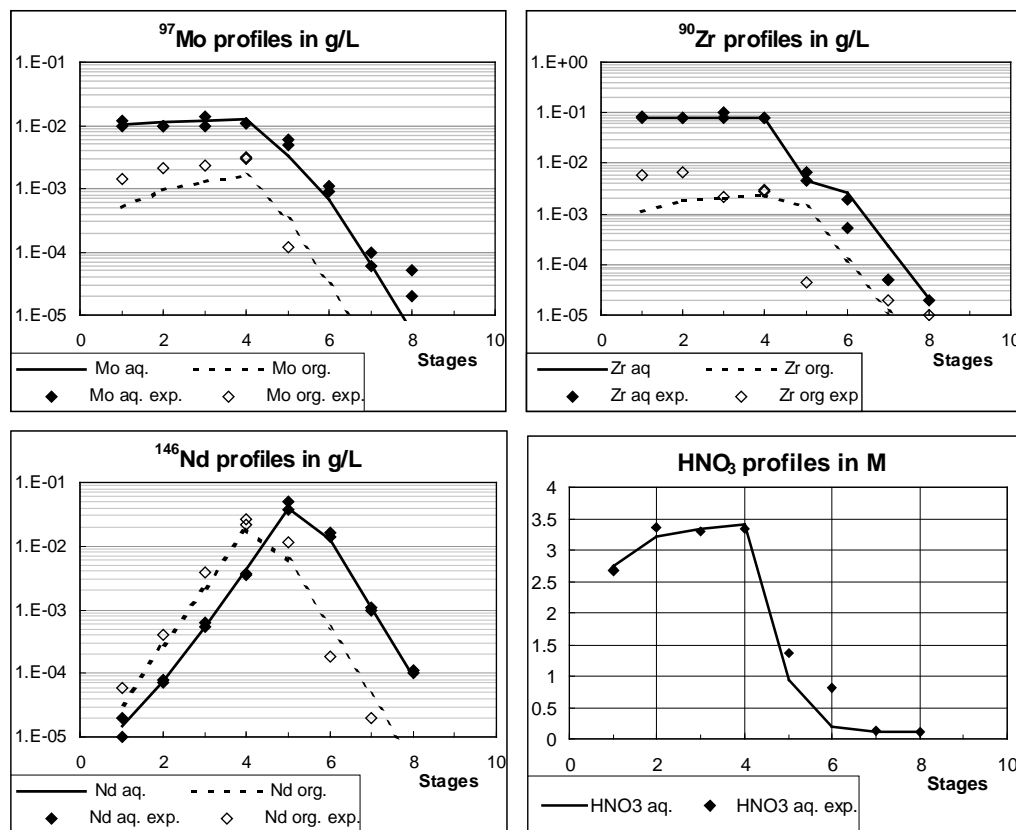 ⁹⁷Mo profiles in g/L
1.E-01
1.E-02
1.E-03
1.E-04
1.E-05
0 2 4 6 8 10
Stages
Mo aq. Mo org.
Mo aq. exp. Mo org. exp.
⁹⁰Zr profiles in g/L
1.E+00
1.E-01
1.E-02
1.E-03
1.E-04
1.E-05
0 2 4 6 8 10
Stages
Zr aq Zr org.
Zr aq exp. Zr org exp
¹⁴⁶Nd profiles in g/L
1.E-01
1.E-02
1.E-03
1.E-04
1.E-05
0 2 4 6 8 10
Stages
Nd aq. Nd org.
Nd aq. exp. Nd org. exp.
HNO₃ profiles in M
4
3.5
3
2.5
2
1.5
1
0.5
0
0 2 4 6 8 10
Stages
HNO3 aq. HNO3 aq. exp.